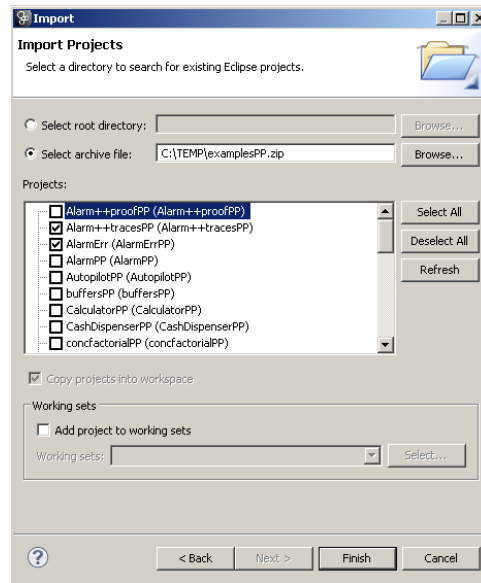 Import
Import Projects
Select a directory to search for existing Eclipse projects.
Select root directory:
Browse...
Select archive file:
C:\TEMP\examplesPP.zip
Browse...
Projects:
Alarm++proofPP (Alarm++proofPP)
Select All
Alarm++tracesPP (Alarm++tracesPP)
AlarmErr (AlarmErrPP)
Deselect All
AlarmPP (AlarmPP)
AutopilotPP (AutopilotPP)
Refresh
buffersPP (buffersPP)
CalculatorPP (CalculatorPP)
CashDispenserPP (CashDispenserPP)
concfactorialPP (concfactorialPP)
Copy projects into workspace
Working sets
Add project to working sets
Working sets:
Select...
?
< Back
Next >
Finish
Cancel